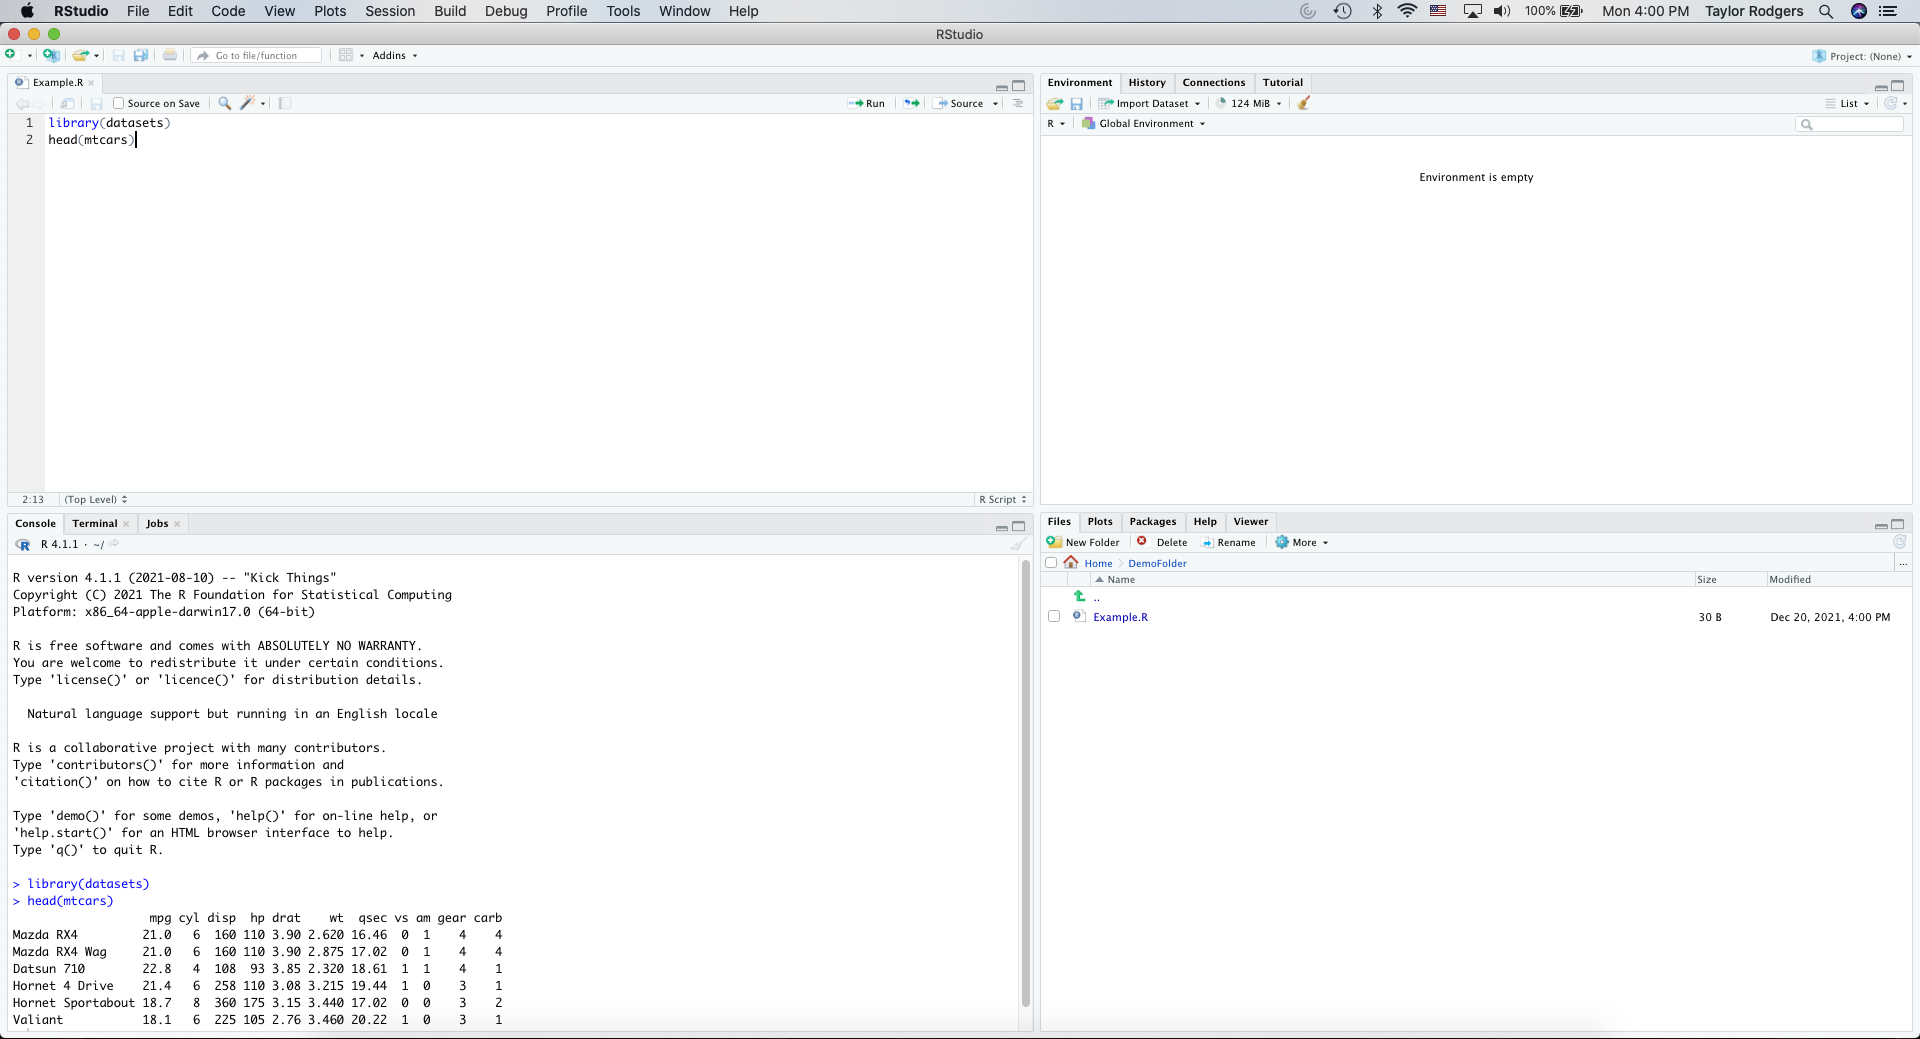 RStudio File Edit Code View Plots Session Build Debug Profile Tools Window Help 100% Mon 4:00 PM Taylor Rodgers
RStudio
Go to file/function Addins Project: (None)
Example.R
Source on Save Run Source
1 library(datasets)
2 head(mtcars)
2:13 (Top Level) R Script
Environment History Connections Tutorial
Import Dataset 124 MiB List
R Global Environment
Environment is empty
Console Terminal Jobs
R 4.1.1 · ~/
R version 4.1.1 (2021-08-10) -- "Kick Things"
Copyright (C) 2021 The R Foundation for Statistical Computing
Platform: x86_64-apple-darwin17.0 (64-bit)
R is free software and comes with ABSOLUTELY NO WARRANTY.
You are welcome to redistribute it under certain conditions.
Type 'license()' or 'licence()' for distribution details.
Natural language support but running in an English locale
R is a collaborative project with many contributors.
Type 'contributors()' for more information and
'citation()' on how to cite R or R packages in publications.
Type 'demo()' for some demos, 'help()' for on-line help, or
'help.start()' for an HTML browser interface to help.
Type 'q()' to quit R.
> library(datasets)
> head(mtcars)
mpg cyl disp hp drat wt qsec vs am gear carb
Mazda RX4 21.0 6 160 110 3.90 2.620 16.46 0 1 4 4
Mazda RX4 Wag 21.0 6 160 110 3.90 2.875 17.02 0 1 4 4
Datsun 710 22.8 4 108 93 3.85 2.320 18.61 1 1 4 1
Hornet 4 Drive 21.4 6 258 110 3.08 3.215 19.44 1 0 3 1
Hornet Sportabout 18.7 8 360 175 3.15 3.440 17.02 0 0 3 2
Valiant 18.1 6 225 105 2.76 3.460 20.22 1 0 3 1
Files Plots Packages Help Viewer
New Folder Delete Rename More
Home DemoFolder ...
Name Size Modified
..
Example.R 30 B Dec 20, 2021, 4:00 PM